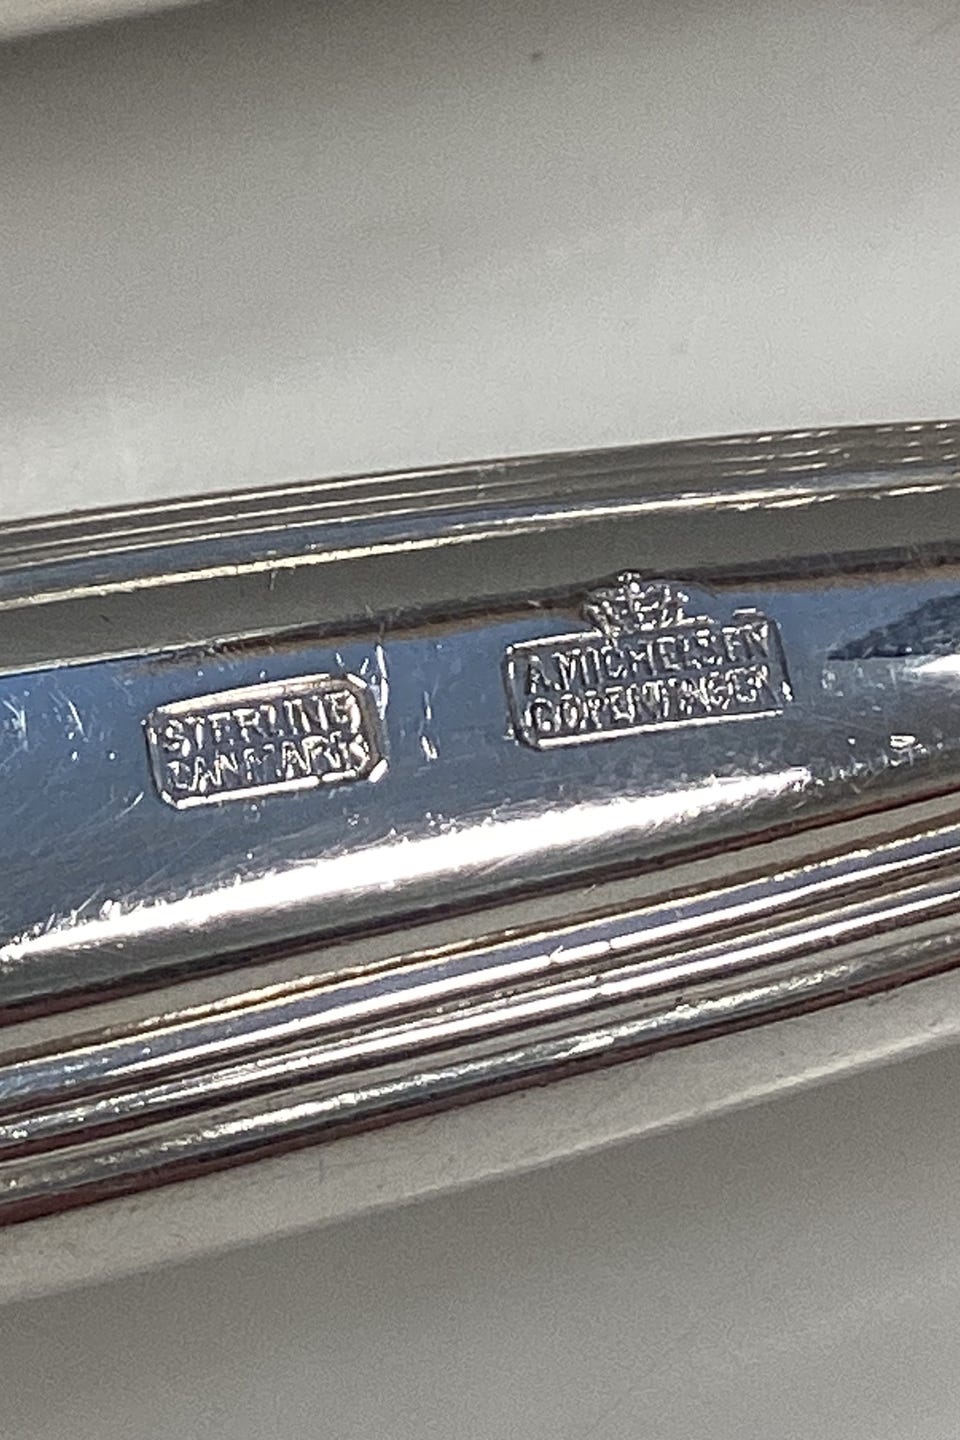 STERLING
DANMARK
A.MICHELSEN
COPENHAGEN